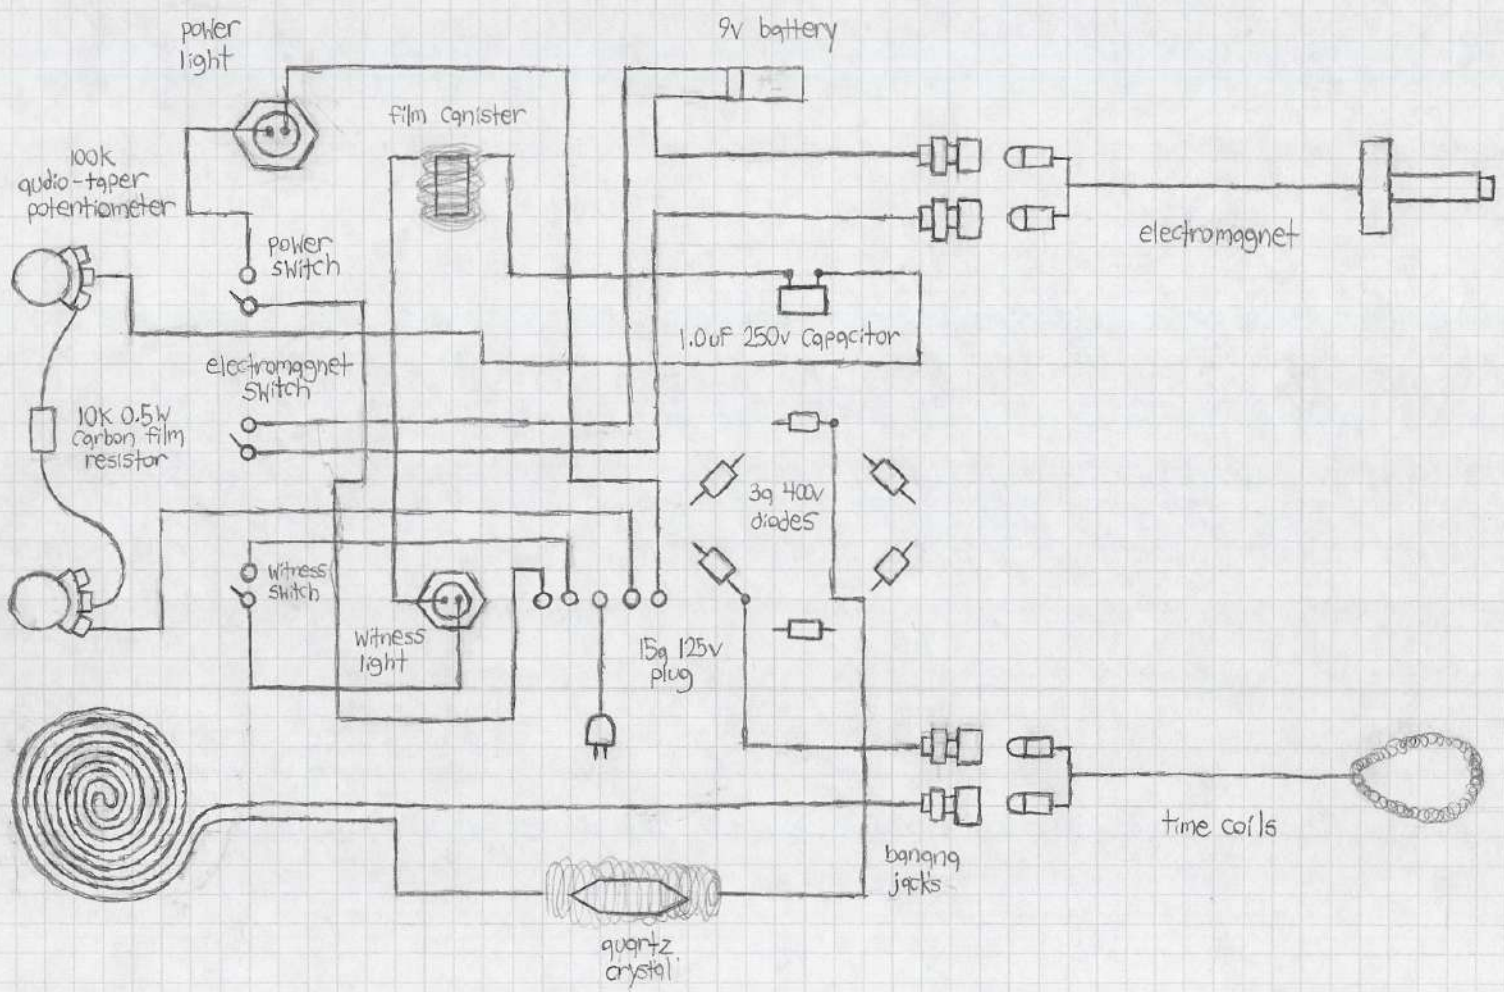 power
light
9v battery
film canister
100K
audio-taper
potentiometer
power
switch
electromagnet
1.0uF 250v capacitor
electromagnet
switch
10K 0.5W
carbon film
resistor
3a 400v
diodes
witness
switch
witness
light
15a 125v
plug
time coils
banana
jacks
quartz
crystal